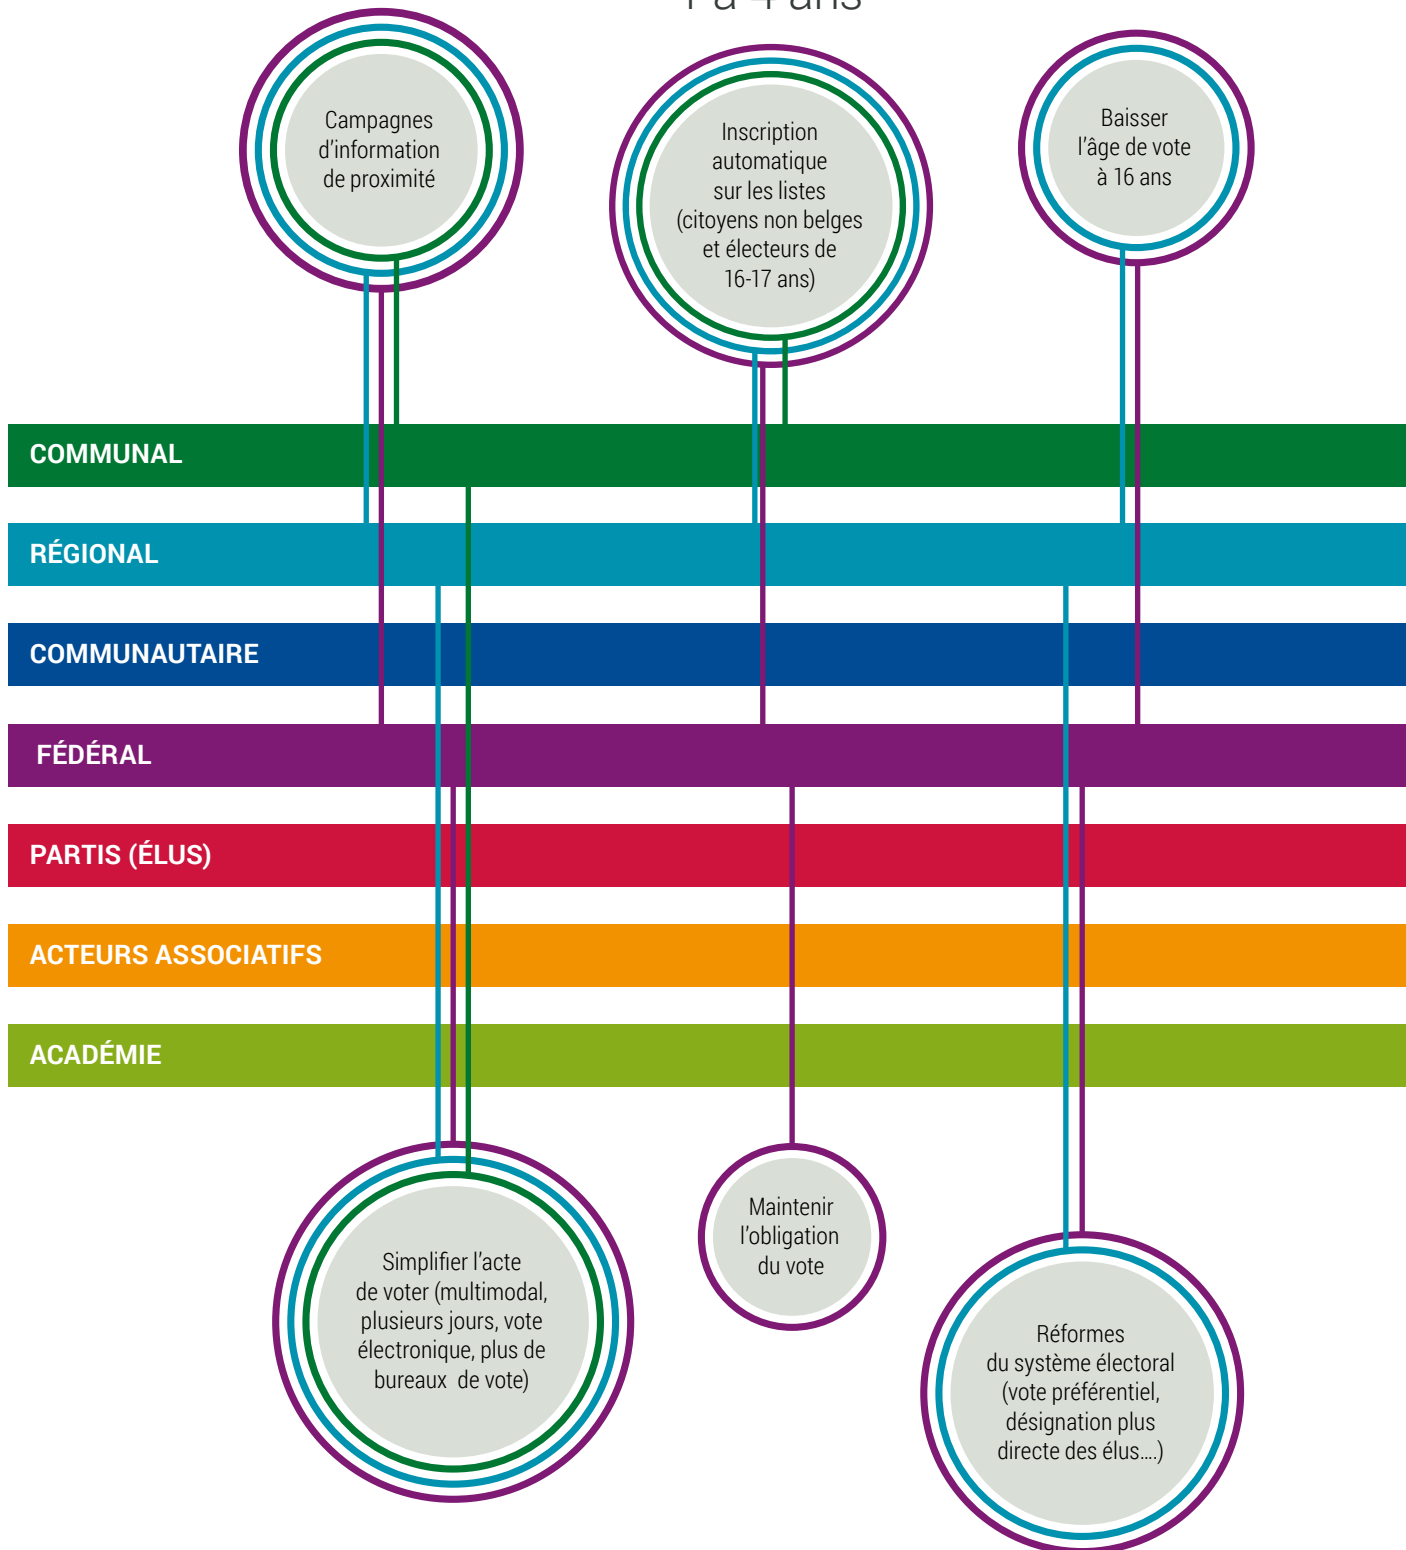 1 à 4 ans
Campagnes
d'information
de proximité
Inscription
automatique
sur les listes
(citoyens non belges
et électeurs de
16-17 ans)
Baisser
l'âge de vote
à 16 ans
COMMUNAL
RÉGIONAL
COMMUNAUTAIRE
FÉDÉRAL
PARTIS (ÉLUS)
ACTEURS ASSOCIATIFS
ACADÉMIE
Simplifier l'acte
de voter (multimodal,
plusieurs jours, vote
électronique, plus de
bureaux  de vote)
Maintenir
l'obligation
du vote
Réformes
du système électoral
(vote préférentiel,
désignation plus
directe des élus....)